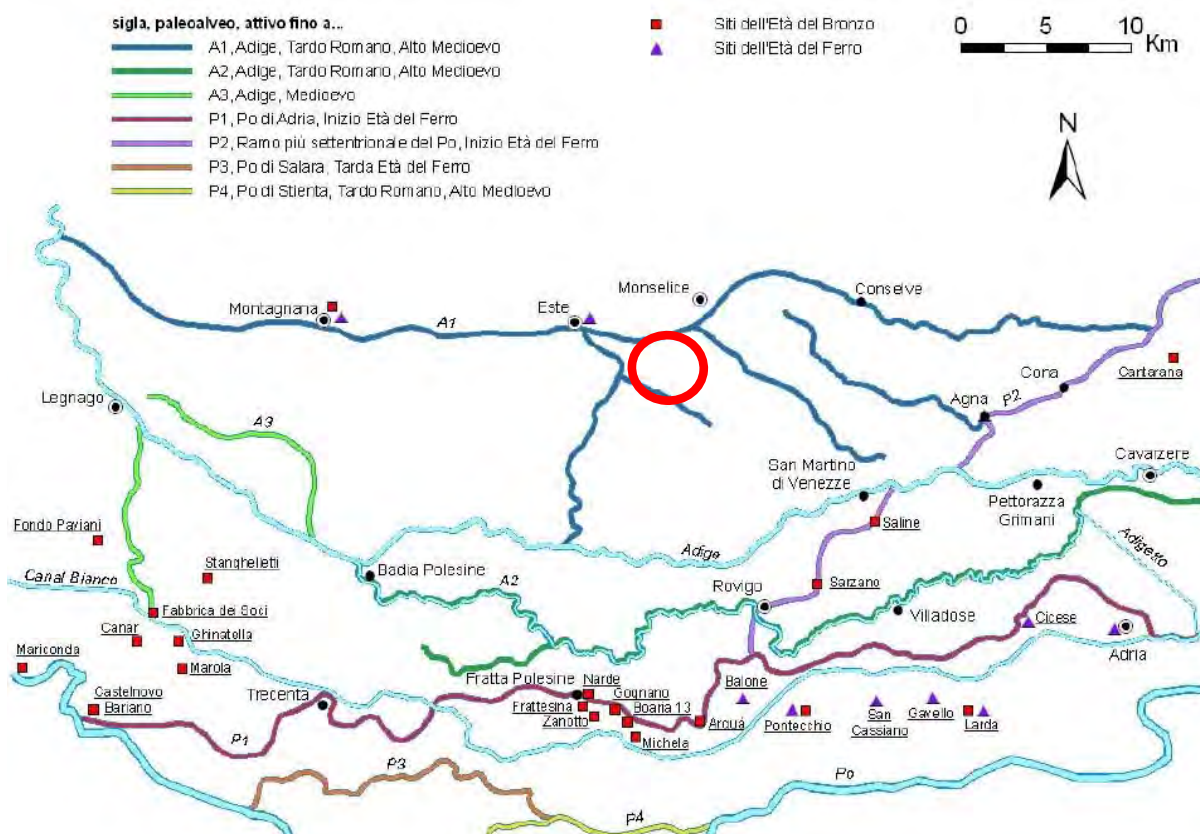 sigla, paleoalveo, attivo fino a...
A1, Adige, Tardo Romano, Alto Medioevo
A2, Adige, Tardo Romano, Alto Medioevo
A3, Adige, Medioevo
P1, Po di Adria, Inizio Età del Ferro
P2, Ramo più settentrionale del Po, Inizio Età del Ferro
P3, Po di Salara, Tarda Età del Ferro
P4, Po di Stienta, Tardo Romano, Alto Medioevo
Siti dell'Età del Bronzo
Siti dell'Età del Ferro
0 5 10
Km
N
Monselice
Conselve
Montagnana
Este
A1
Cona
Cantarana
Legnago
Agna
P2
A3
San Martino
di Venezze
Cavarzere
Pettorazza
Grimani
Fondo Paviani
Saline
Adige
Adigetto
Stanghelletti
Canal Bianco
Badia Polesine
A2
Rovigo
Sarzano
Villadose
Fabbrica dei Soci
Cicese
Canar
Ghinatella
Adria
Mariconda
Marola
Fratta Polesine
Narde
Balone
Castelnovo
Bariano
Trecenta
Frattesina
Gognano
Zanotto
Boaria 13
Arquà
Pontecchio
San
Cassiano
Gavello
Larda
Michela
P1
P3
Po
P4